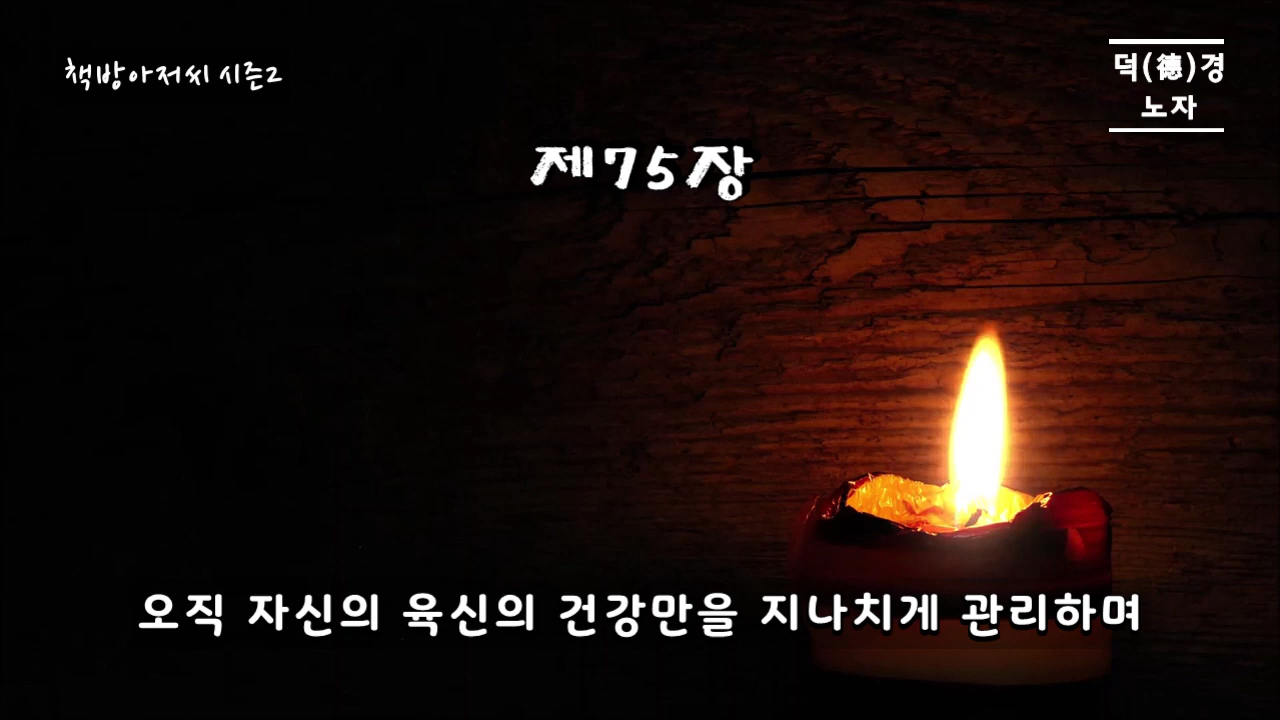 책방아저씨 시즌2
덕(德)경
노자
제75장
오직 자신의 육신의 건강만을 지나치게 관리하며